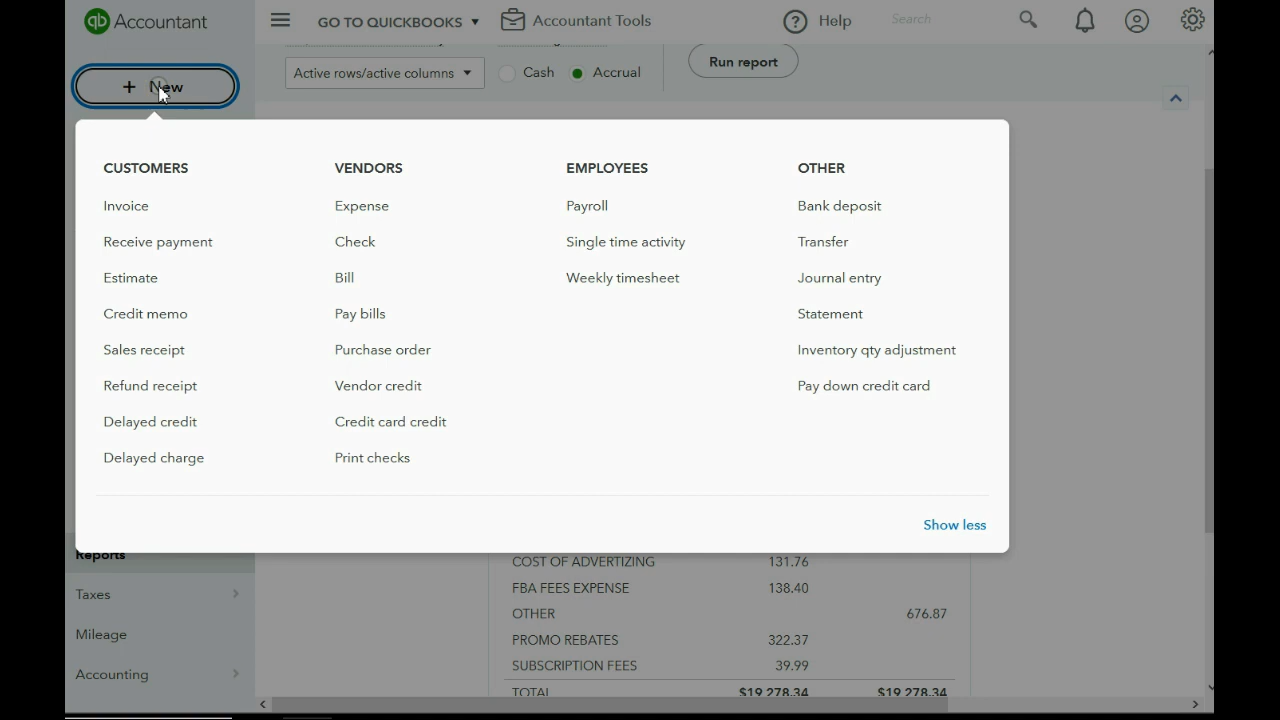 qb Accountant
GO TO QUICKBOOKS
Accountant Tools
Help
Search
+ New
Active rows/active columns
Cash
Accrual
Run report
CUSTOMERS
Invoice
Receive payment
Estimate
Credit memo
Sales receipt
Refund receipt
Delayed credit
Delayed charge
VENDORS
Expense
Check
Bill
Pay bills
Purchase order
Vendor credit
Credit card credit
Print checks
EMPLOYEES
Payroll
Single time activity
Weekly timesheet
OTHER
Bank deposit
Transfer
Journal entry
Statement
Inventory qty adjustment
Pay down credit card
Show less
Reports
Taxes
Mileage
Accounting
COST OF ADVERTIZING 131.76
FBA FEES EXPENSE 138.40
OTHER 676.87
PROMO REBATES 322.37
SUBSCRIPTION FEES 39.99
TOTAL $19,278.34 $19,278.34